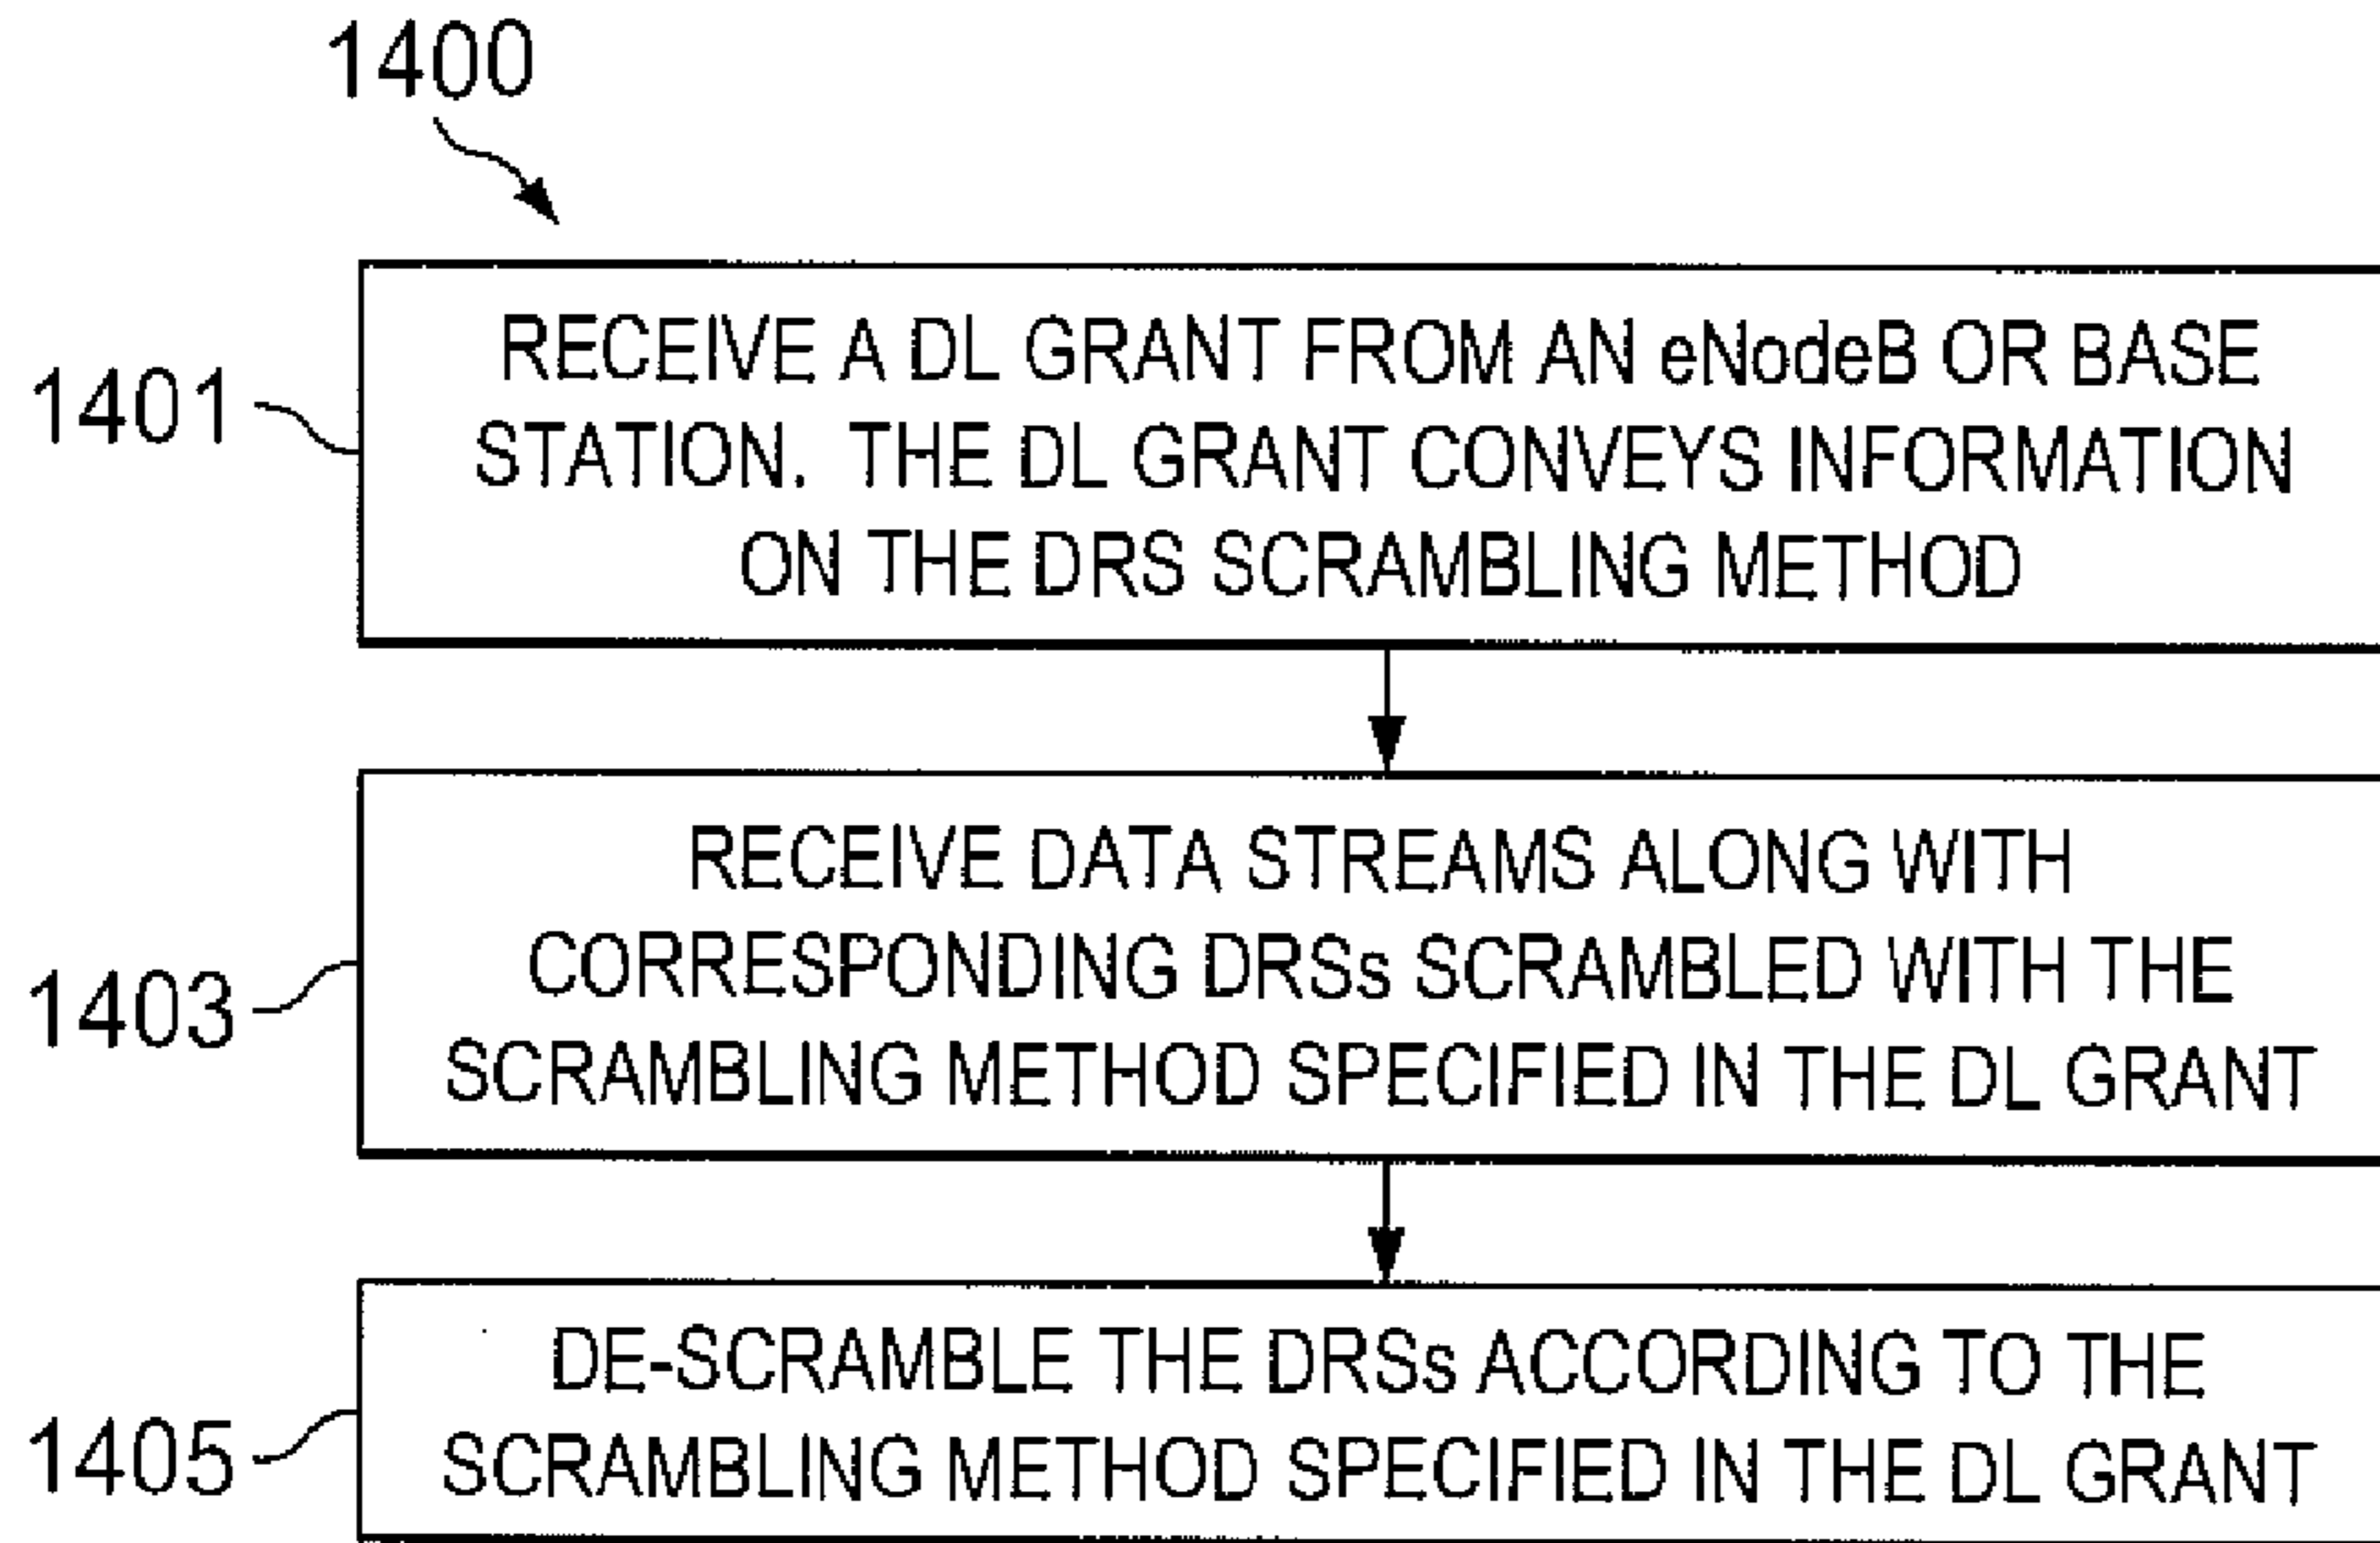 1400
1401
RECEIVE A DL GRANT FROM AN eNodeB OR BASE
STATION. THE DL GRANT CONVEYS INFORMATION
ON THE DRS SCRAMBLING METHOD
1403
RECEIVE DATA STREAMS ALONG WITH
CORRESPONDING DRSs SCRAMBLED WITH THE
SCRAMBLING METHOD SPECIFIED IN THE DL GRANT
1405
DE-SCRAMBLE THE DRSs ACCORDING TO THE
SCRAMBLING METHOD SPECIFIED IN THE DL GRANT